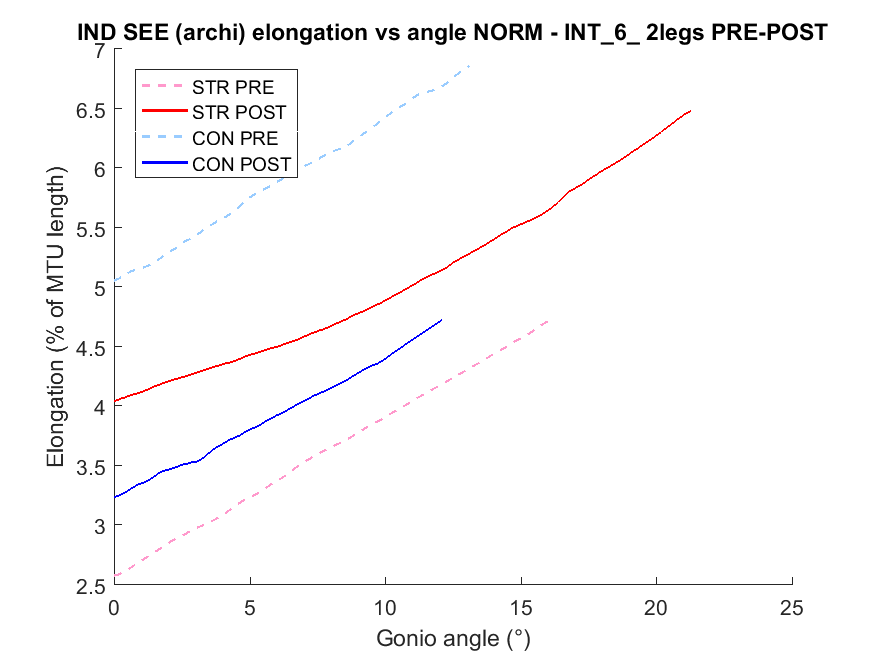 IND SEE (archi) elongation vs angle NORM - INT_6_ 2legs PRE-POST
7
6.5
6
5.5
5
4.5
4
3.5
3
2.5
Elongation (% of MTU length)
STR PRE
STR POST
CON PRE
CON POST
0 5 10 15 20 25
Gonio angle (°)